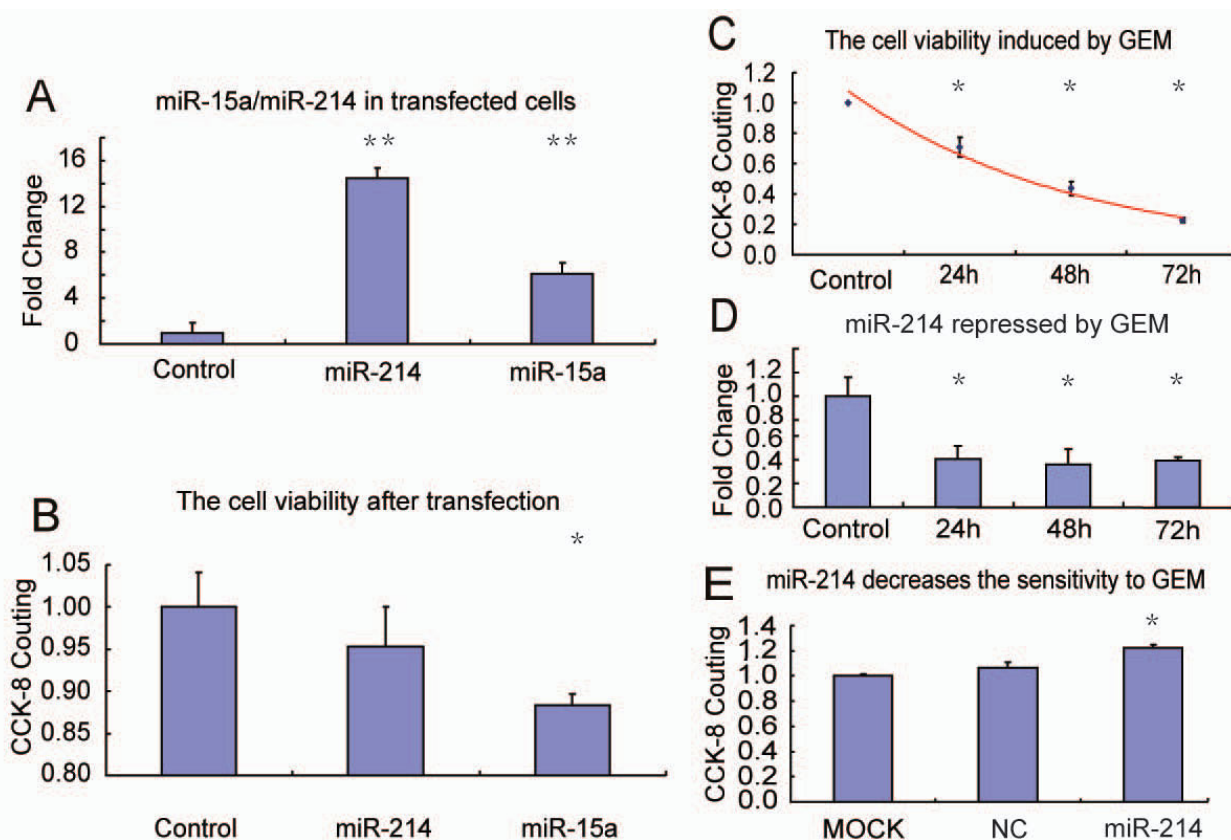 A
miR-15a/miR-214 in transfected cells
Fold Change
16
12
8
4
0
** **
Control miR-214 miR-15a
B
The cell viability after transfection
CCK-8 Couting
1.05
1.00
0.95
0.90
0.85
0.80
*
Control miR-214 miR-15a
C
The cell viability induced by GEM
CCK-8 Couting
1.2
1.0
0.8
0.6
0.4
0.2
0.0
* * *
Control 24h 48h 72h
D
miR-214 repressed by GEM
Fold Change
1.2
1.0
0.8
0.6
0.4
0.2
0.0
* * *
Control 24h 48h 72h
E
miR-214 decreases the sensitivity to GEM
CCK-8 Couting
1.4
1.2
1.0
0.8
0.6
0.4
0.2
0.0
*
MOCK NC miR-214